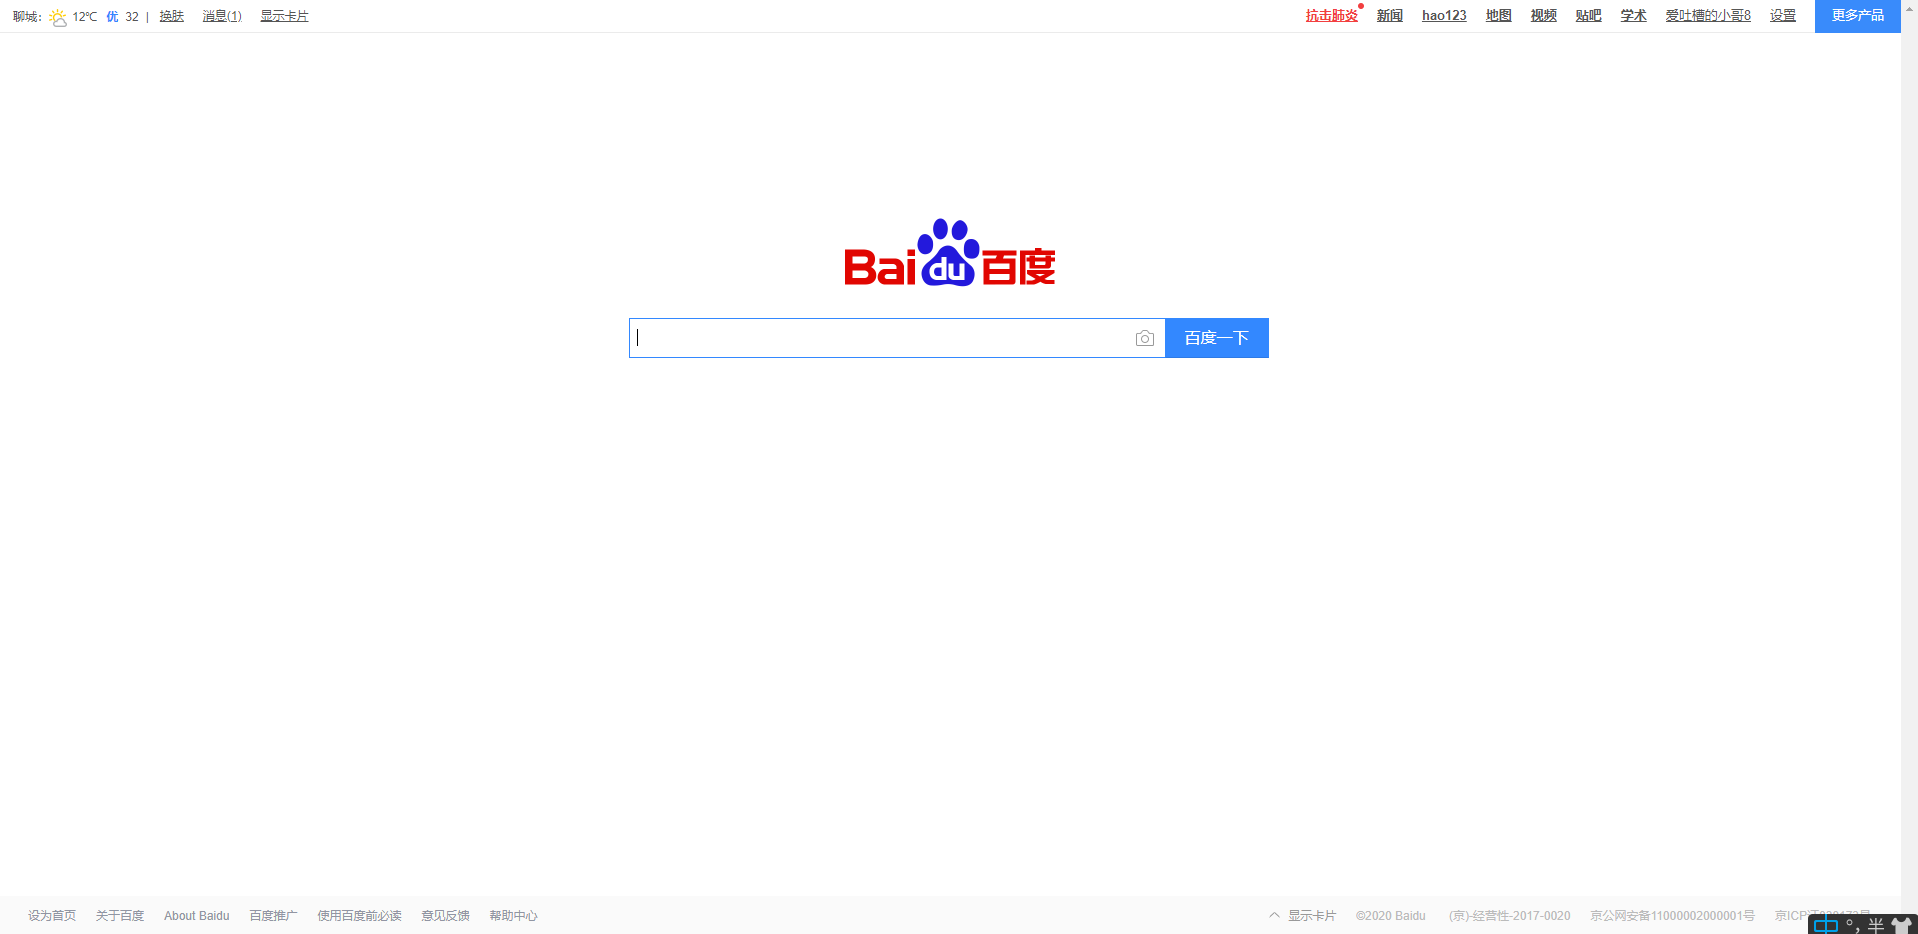 聊城: 12℃ 优 32 | 换肤 消息(1) 显示卡片 抗击肺炎 新闻 hao123 地图 视频 贴吧 学术 爱吐槽的小哥8 设置 更多产品
Baidu百度
百度一下
设为首页 关于百度 About Baidu 百度推广 使用百度前必读 意见反馈 帮助中心 显示卡片 ©2020 Baidu (京)-经营性-2017-0020 京公网安备11000002000001号 京ICP
中 °, 半